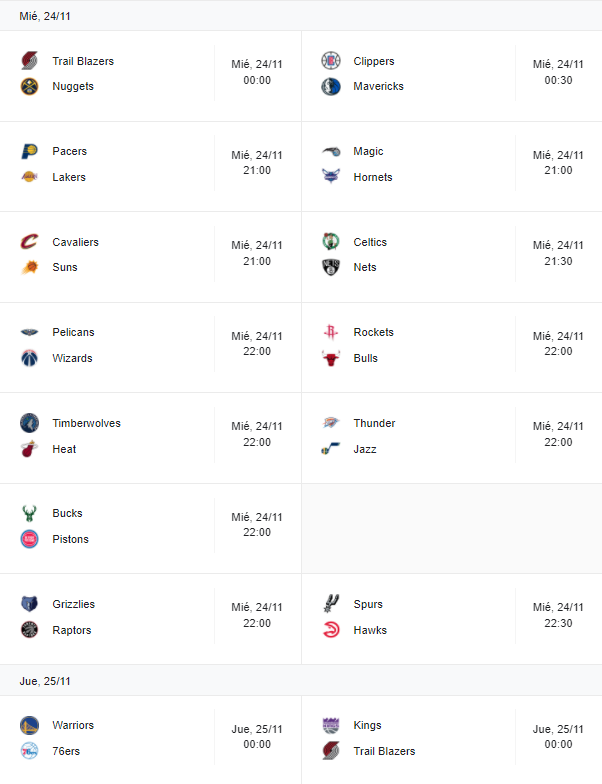 Mié, 24/11
Trail Blazers
Nuggets
Mié, 24/11
00:00
Clippers
Mavericks
Mié, 24/11
00:30
Pacers
Lakers
Mié, 24/11
21:00
Magic
Hornets
Mié, 24/11
21:00
Cavaliers
Suns
Mié, 24/11
21:00
Celtics
Nets
Mié, 24/11
21:30
Pelicans
Wizards
Mié, 24/11
22:00
Rockets
Bulls
Mié, 24/11
22:00
Timberwolves
Heat
Mié, 24/11
22:00
Thunder
Jazz
Mié, 24/11
22:00
Bucks
Pistons
Mié, 24/11
22:00
Grizzlies
Raptors
Mié, 24/11
22:00
Spurs
Hawks
Mié, 24/11
22:30
Jue, 25/11
Warriors
76ers
Jue, 25/11
00:00
Kings
Trail Blazers
Jue, 25/11
00:00